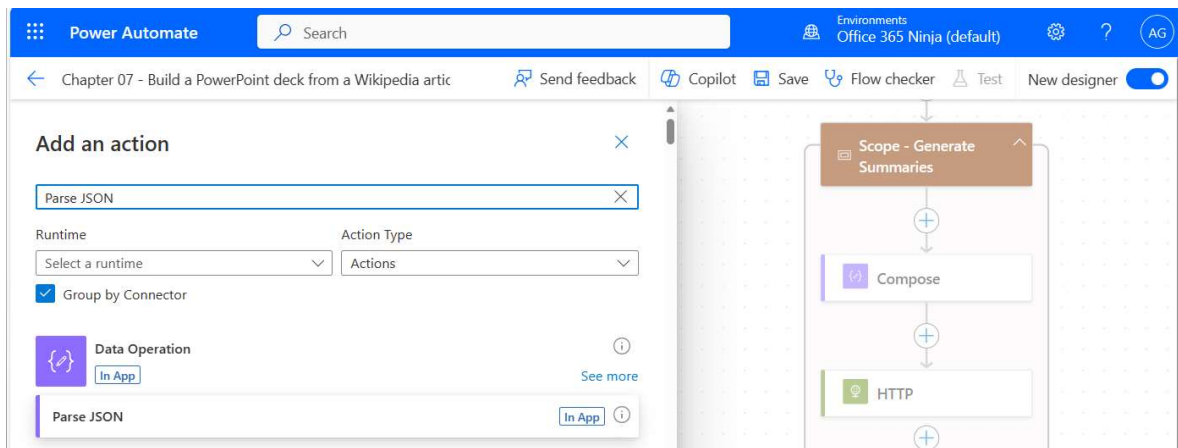 Power Automate
Search
Environments
Office 365 Ninja (default)
?
AG
Chapter 07 - Build a PowerPoint deck from a Wikipedia artic
Send feedback
Copilot
Save
Flow checker
Test
New designer
Add an action
Parse JSON
Runtime
Action Type
Select a runtime
Actions
Group by Connector
Data Operation
In App
See more
Parse JSON
In App
Scope - Generate
Summaries
Compose
HTTP